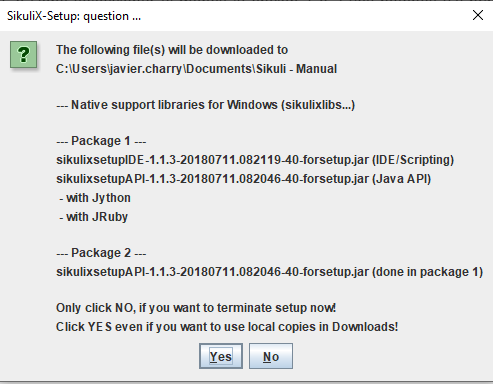 SikuliX-Setup: question ...
The following file(s) will be downloaded to
C:\Users\javier.charry\Documents\Sikuli - Manual
--- Native support libraries for Windows (sikulixlibs...)
--- Package 1 ---
sikulixsetupIDE-1.1.3-20180711.082119-40-forsetup.jar (IDE/Scripting)
sikulixsetupAPI-1.1.3-20180711.082046-40-forsetup.jar (Java API)
- with Jython
- with JRuby
--- Package 2 ---
sikulixsetupAPI-1.1.3-20180711.082046-40-forsetup.jar (done in package 1)
Only click NO, if you want to terminate setup now!
Click YES even if you want to use local copies in Downloads!
Yes No